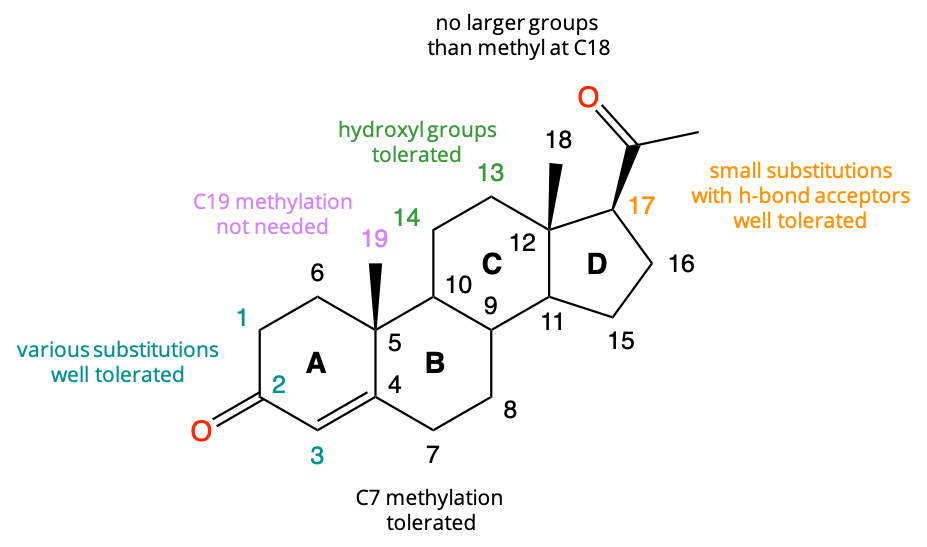 no larger groups
than methyl at C18
O
18
hydroxyl groups
tolerated
13
small substitutions
with h-bond acceptors
well tolerated
C19 methylation
not needed
14
17
19
12
C
D
16
6
10
9
1
11
5
15
various substitutions
well tolerated
A
B
2
4
8
O
3
7
C7 methylation
tolerated